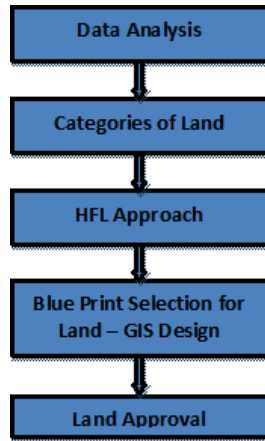 Data Analysis
Categories of Land
HFL Approach
Blue Print Selection for
Land – GIS Design
Land Approval